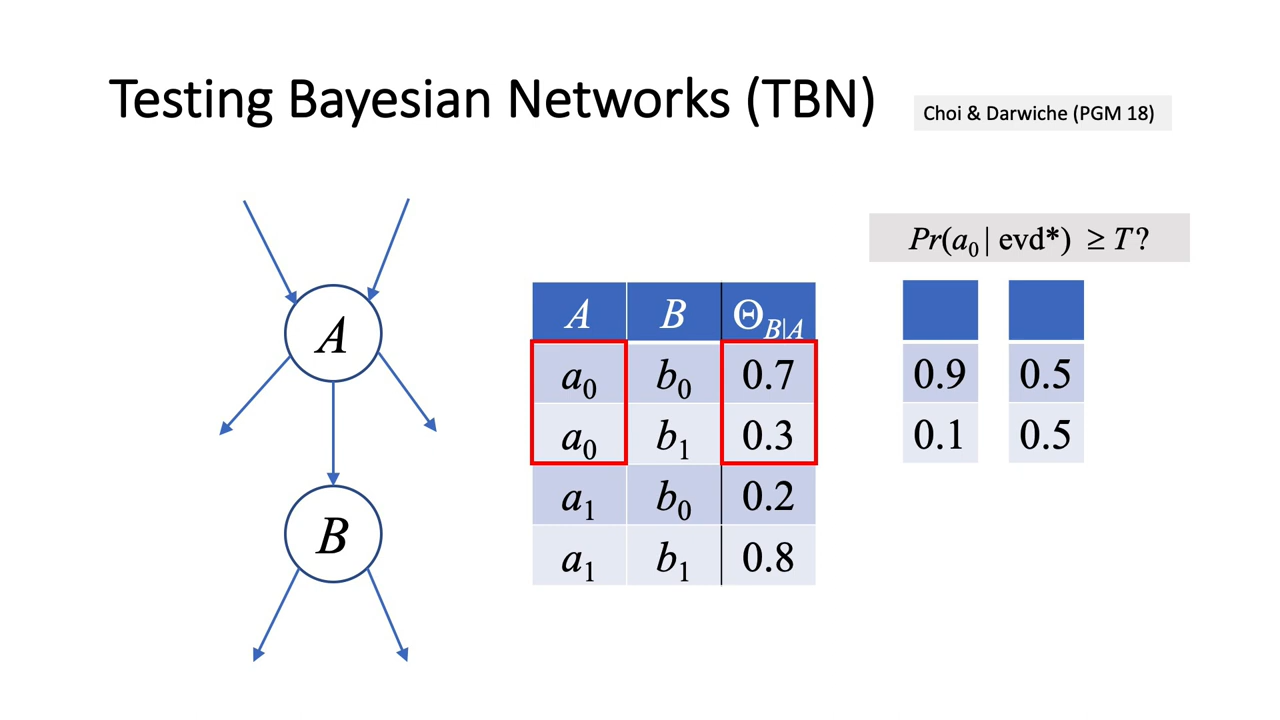 Testing Bayesian Networks (TBN)
Choi & Darwiche (PGM 18)
Pr(a₀ | evd*) ≥ T?
A
B
A B Θ_{B|A}
a₀ b₀ 0.7
a₀ b₁ 0.3
a₁ b₀ 0.2
a₁ b₁ 0.8
0.9 0.5
0.1 0.5